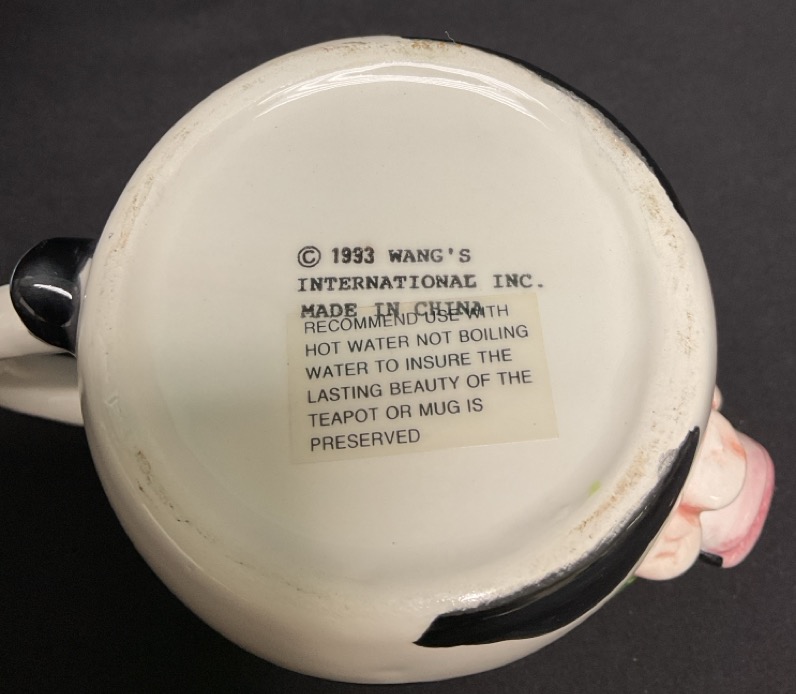 © 1993 WANG'S
INTERNATIONAL INC.
MADE IN CHINA
RECOMMEND USE WITH
HOT WATER NOT BOILING
WATER TO INSURE THE
LASTING BEAUTY OF THE
TEAPOT OR MUG IS
PRESERVED